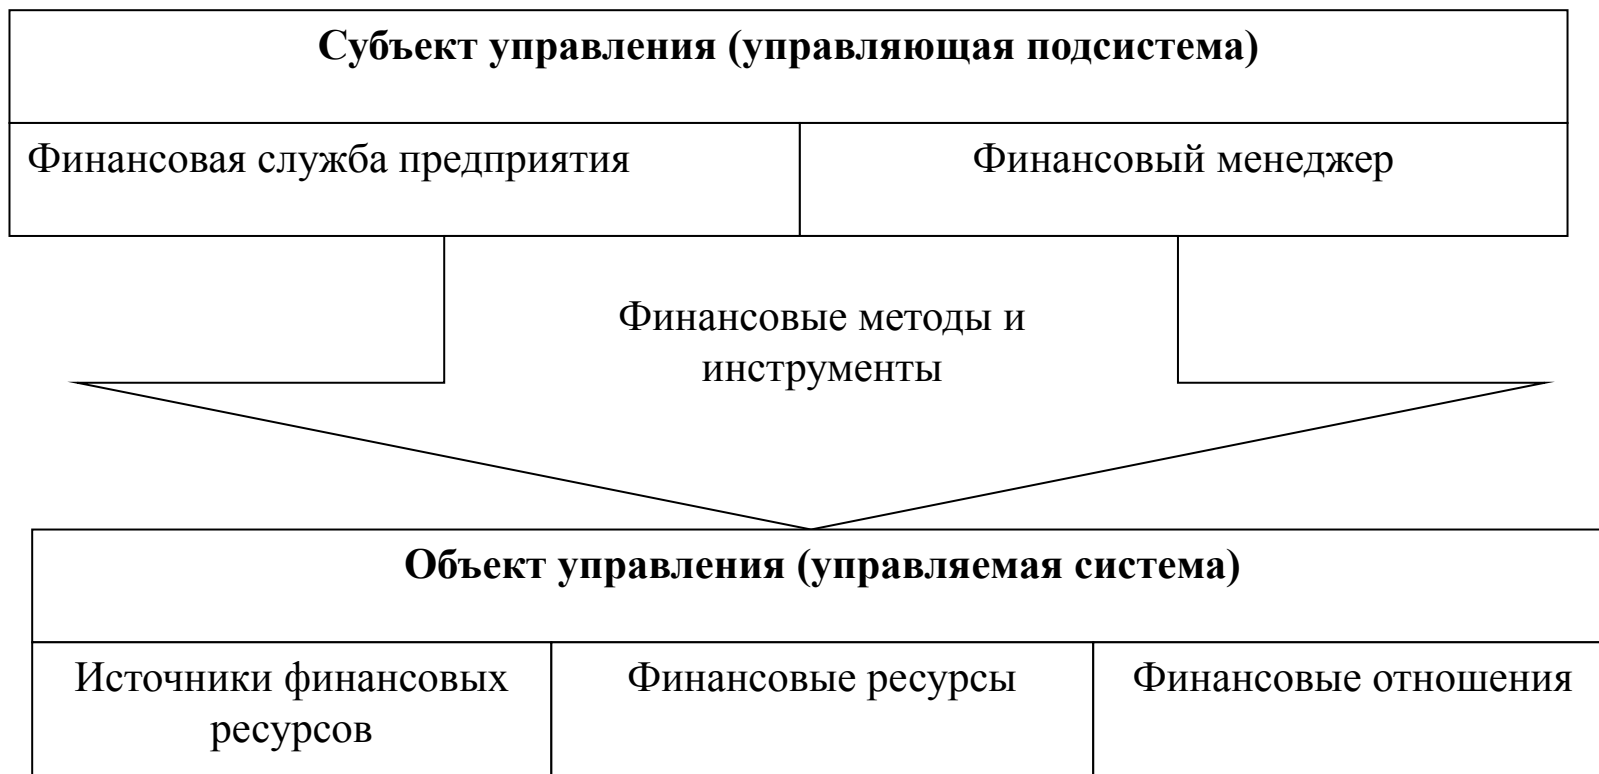 Субъект управления (управляющая подсистема)
Финансовая служба предприятия
Финансовый менеджер
Финансовые методы и
инструменты
Объект управления (управляемая система)
Источники финансовых
ресурсов
Финансовые ресурсы
Финансовые отношения